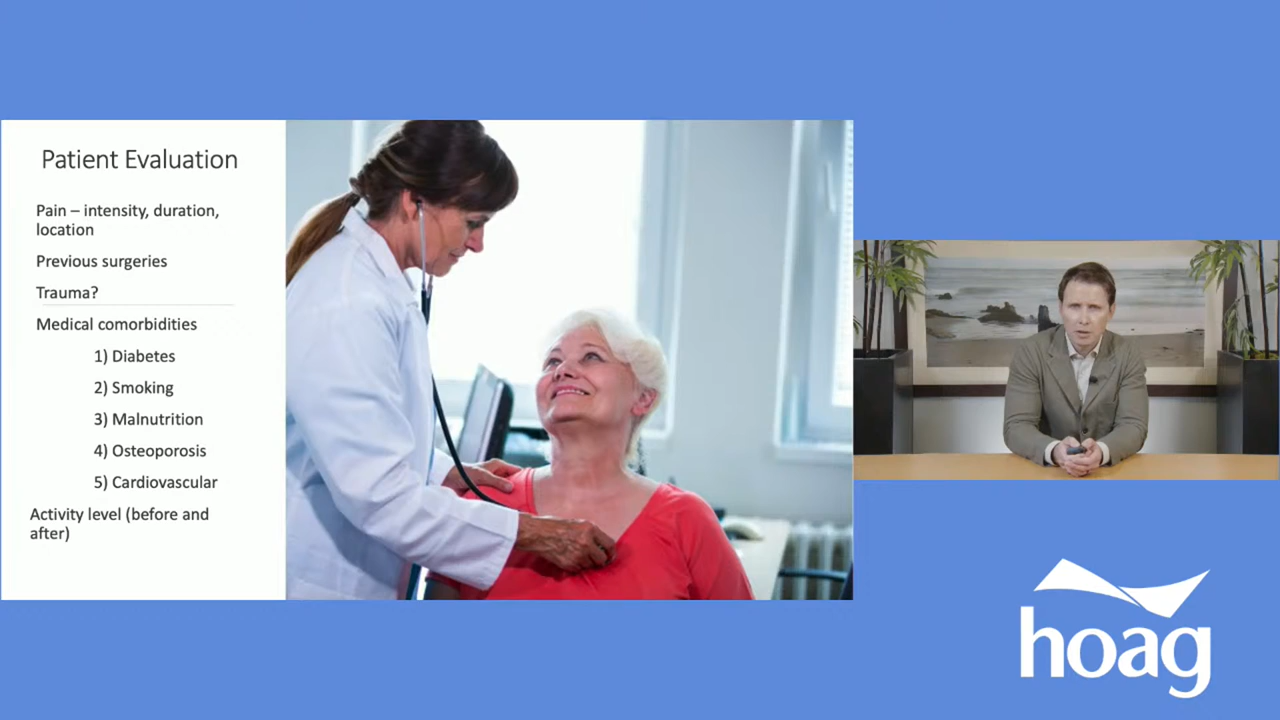 Patient Evaluation
Pain – intensity, duration,
location
Previous surgeries
Trauma?
Medical comorbidities
1) Diabetes
2) Smoking
3) Malnutrition
4) Osteoporosis
5) Cardiovascular
Activity level (before and
after)
hoag